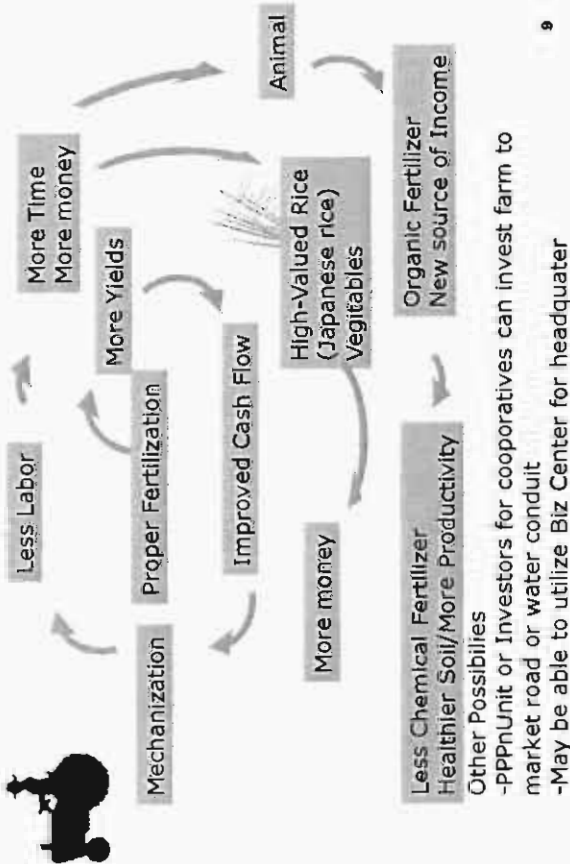 Less Labor
More Time
More money
Mechanization
Proper Fertilization
More Yields
Animal
Improved Cash Flow
High-Valued Rice
(Japanese rice)
Vegitables
More money
Organic Fertilizer
New source of Income
Less Chemical Fertilizer
Healthier Soil/More Productivity
Other Possibilies
-PPPnUnit or Investors for cooporatives can invest farm to
market road or water conduit
-May be able to utilize Biz Center for headquater
9